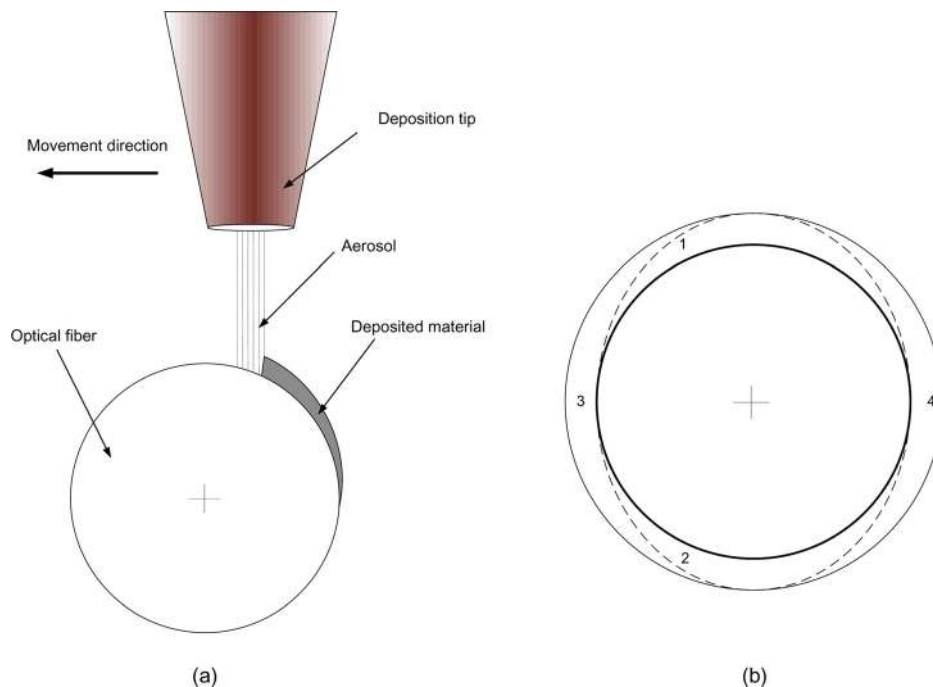 Deposition tip
Movement direction
Aerosol
Deposited material
Optical fiber
1
3
4
2
(a)
(b)